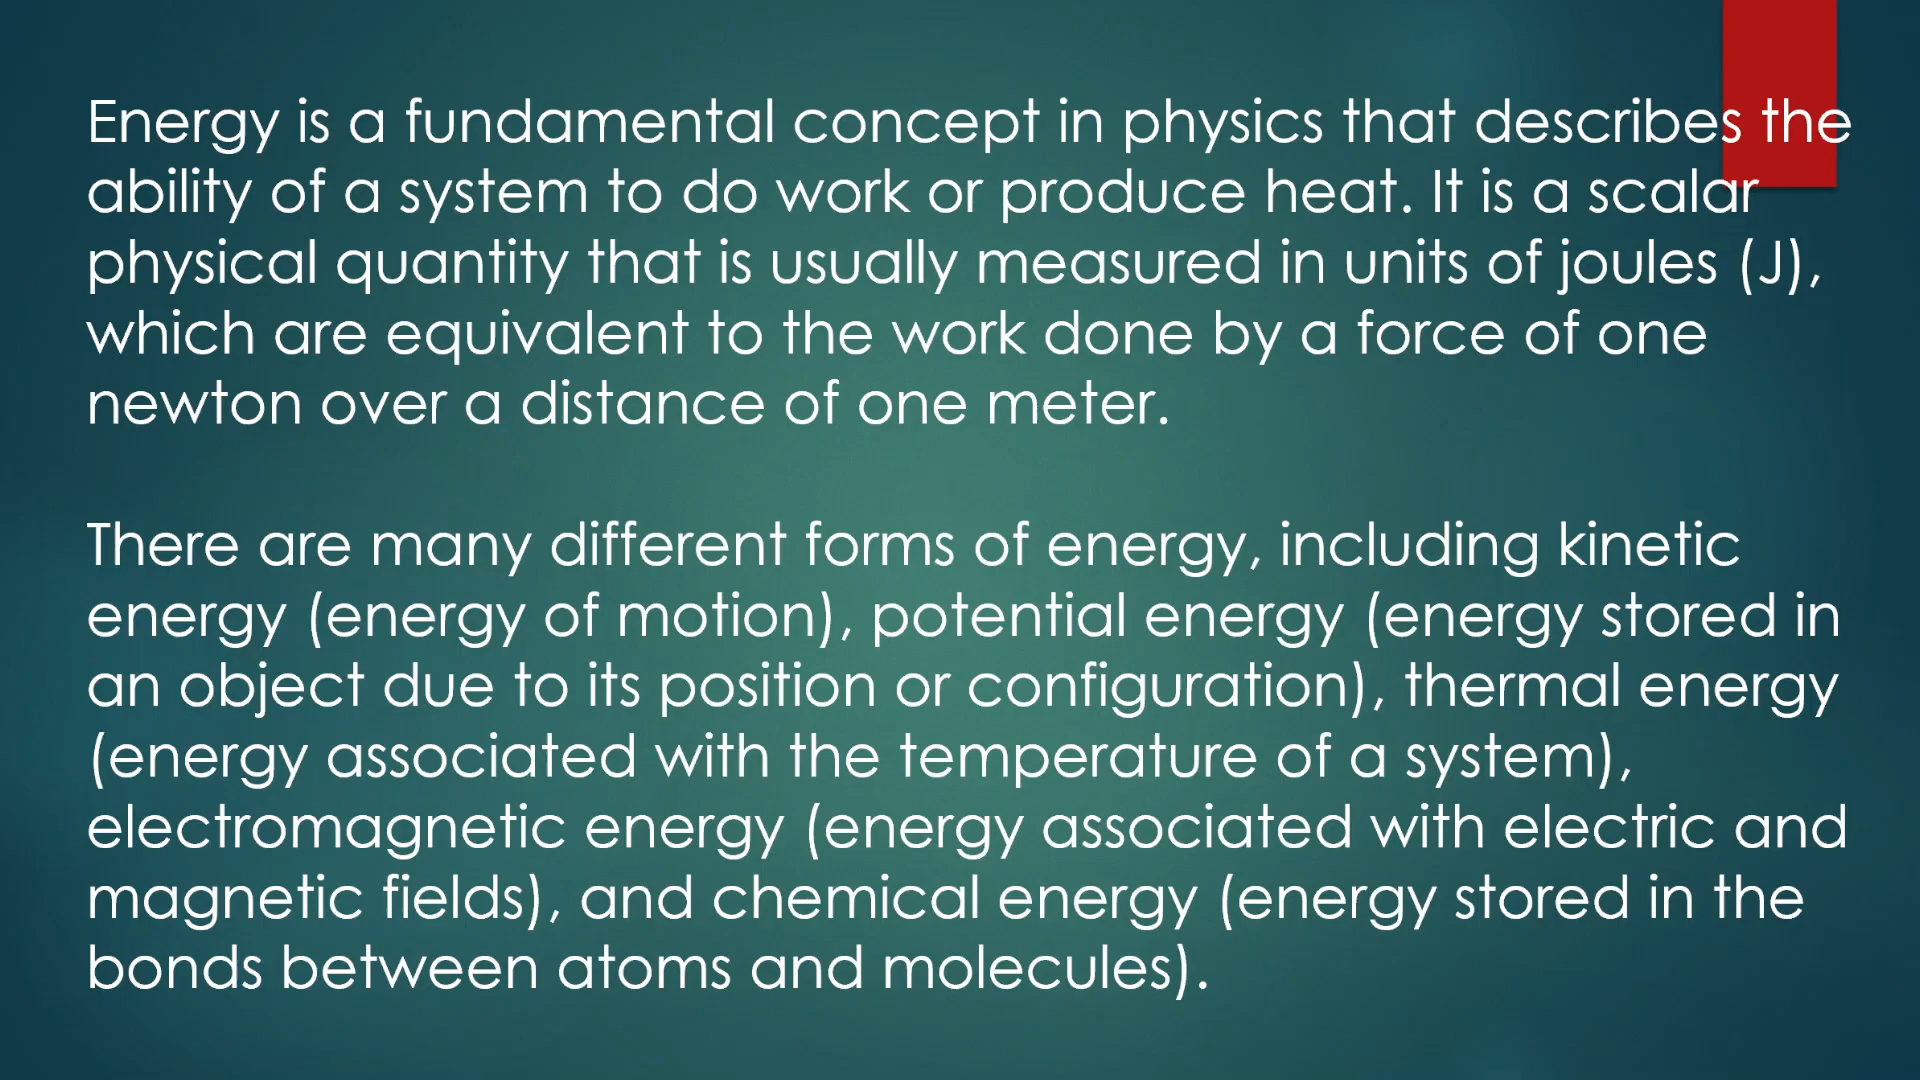 Energy is a fundamental concept in physics that describes the
ability of a system to do work or produce heat. It is a scalar
physical quantity that is usually measured in units of joules (J),
which are equivalent to the work done by a force of one
newton over a distance of one meter.
There are many different forms of energy, including kinetic
energy (energy of motion), potential energy (energy stored in
an object due to its position or configuration), thermal energy
(energy associated with the temperature of a system),
electromagnetic energy (energy associated with electric and
magnetic fields), and chemical energy (energy stored in the
bonds between atoms and molecules).